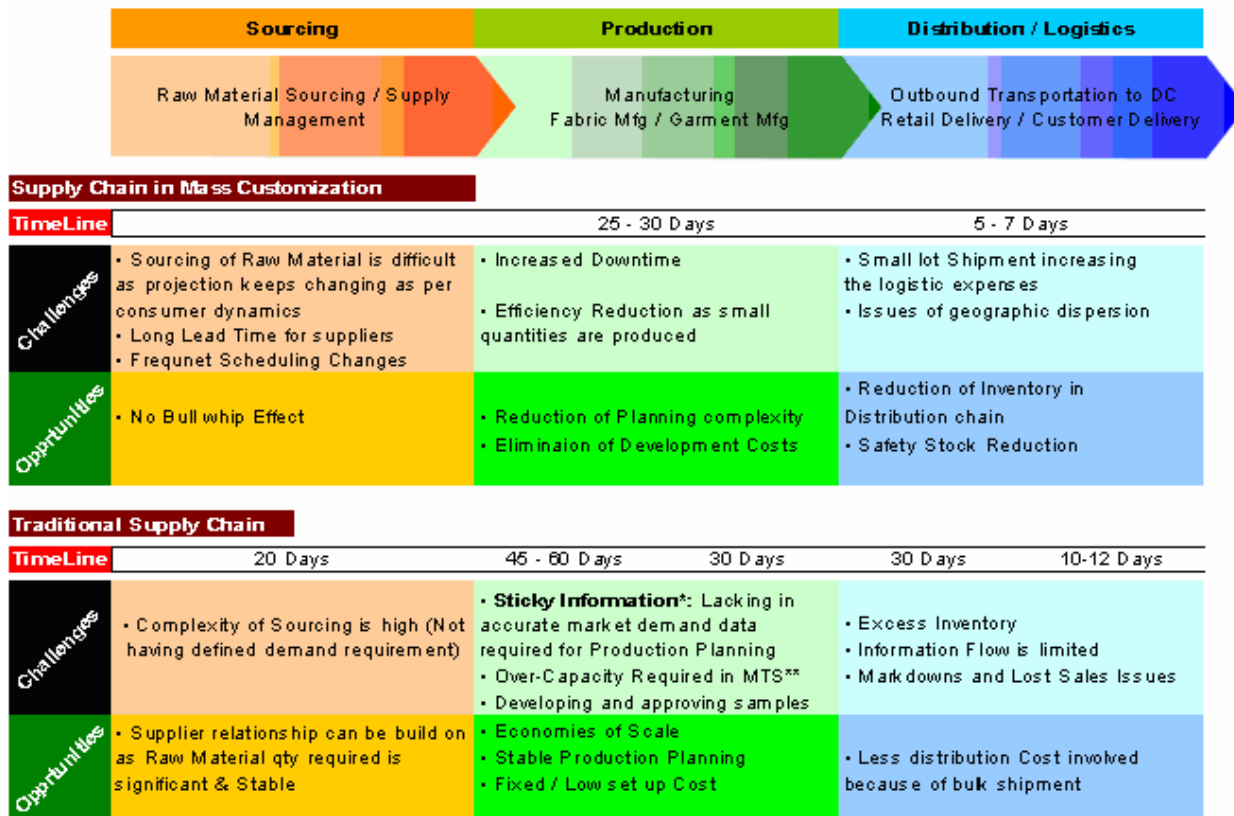 Sourcing
Production
Distribution / Logistics
Raw Material Sourcing / Supply
Management
Manufacturing
Fabric Mfg / Garment Mfg
Outbound Transportation to DC
Retail Delivery / Customer Delivery
Supply Chain in Mass Customization
TimeLine
25 - 30 Days
5 - 7 Days
Challenges
• Sourcing of Raw Material is difficult
as projection keeps changing as per
consumer dynamics
• Long Lead Time for suppliers
• Frequnet Scheduling Changes
• Increased Downtime
• Efficiency Reduction as small
quantities are produced
• Small lot Shipment increasing
the logistic expenses
• Issues of geographic dispersion
Opprtunities
• No Bullwhip Effect
• Reduction of Planning complexity
• Eliminaion of Development Costs
• Reduction of Inventory in
Distribution chain
• Safety Stock Reduction
Traditional Supply Chain
TimeLine
20 Days
45 - 60 Days
30 Days
30 Days
10-12 Days
Challenges
• Complexity of Sourcing is high (Not
having defined demand requirement)
• Sticky Information*: Lacking in
accurate market demand data
required for Production Planning
• Over-Capacity Required in MTS**
• Developing and approving samples
• Excess Inventory
• Information Flow is limited
• Markdowns and Lost Sales Issues
Opprtunities
• Supplier relationship can be build on
as Raw Material qty required is
significant & Stable
• Economies of Scale
• Stable Production Planning
• Fixed / Low set up Cost
• Less distribution Cost involved
because of bulk shipment